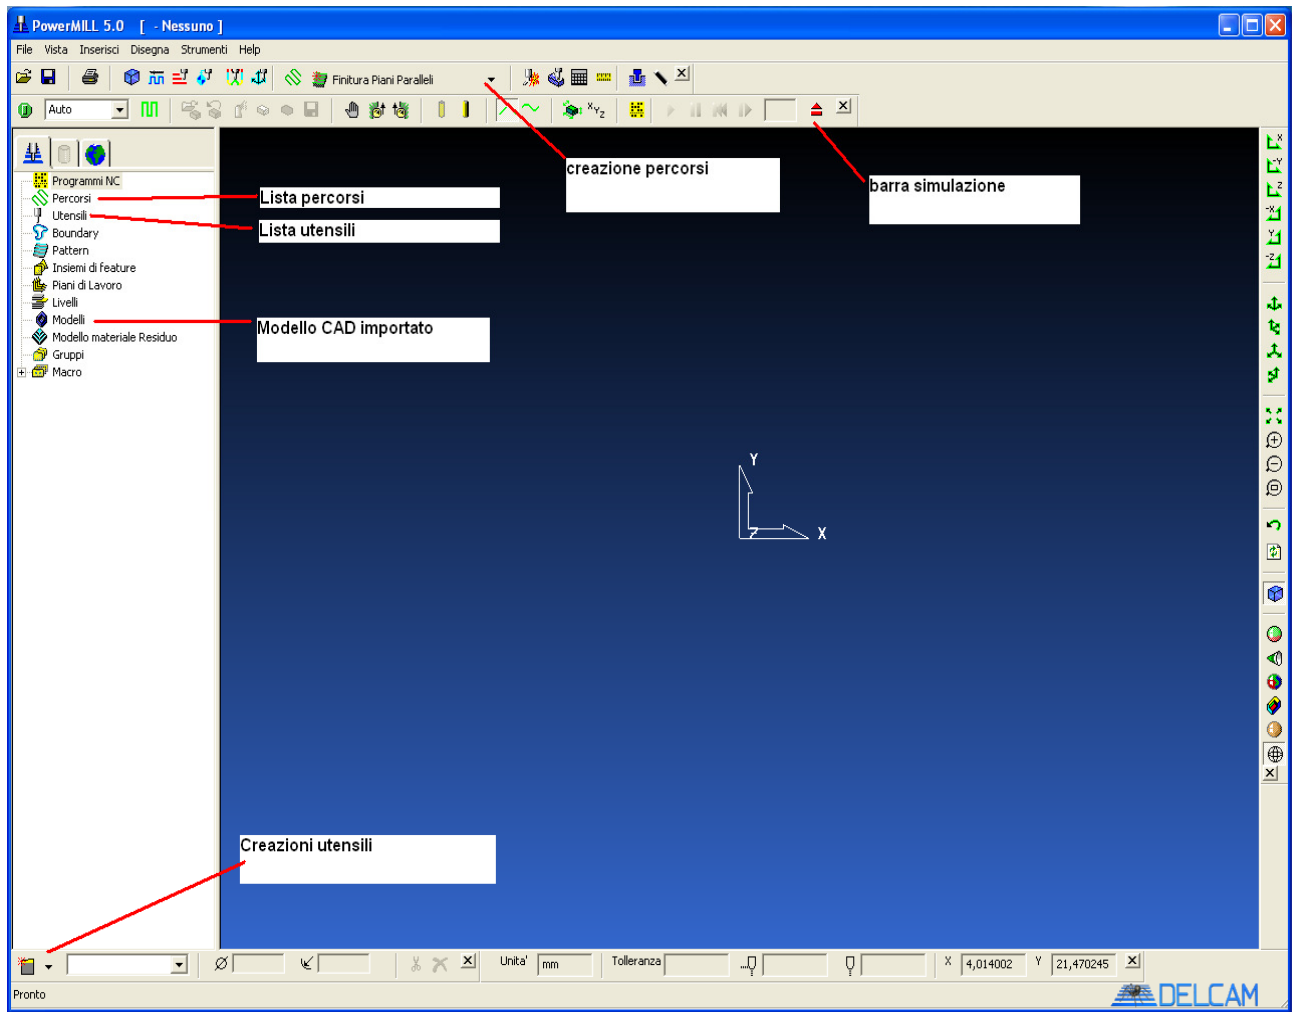 PowerMILL 5.0 [ - Nessuno ]
File Vista Inserisci Disegna Strumenti Help
Finitura Piani Paralleli
Auto
creazione percorsi
barra simulazione
Programmi NC
Percorsi
Lista percorsi
Utensili
Lista utensili
Boundary
Pattern
Insiemi di feature
Piani di Lavoro
Livelli
Modelli
Modello CAD importato
Modello materiale Residuo
Gruppi
Macro
Y
Z X
Creazioni utensili
Unita' mm Tolleranza X 4,014002 Y 21,470245
Pronto
DELCAM